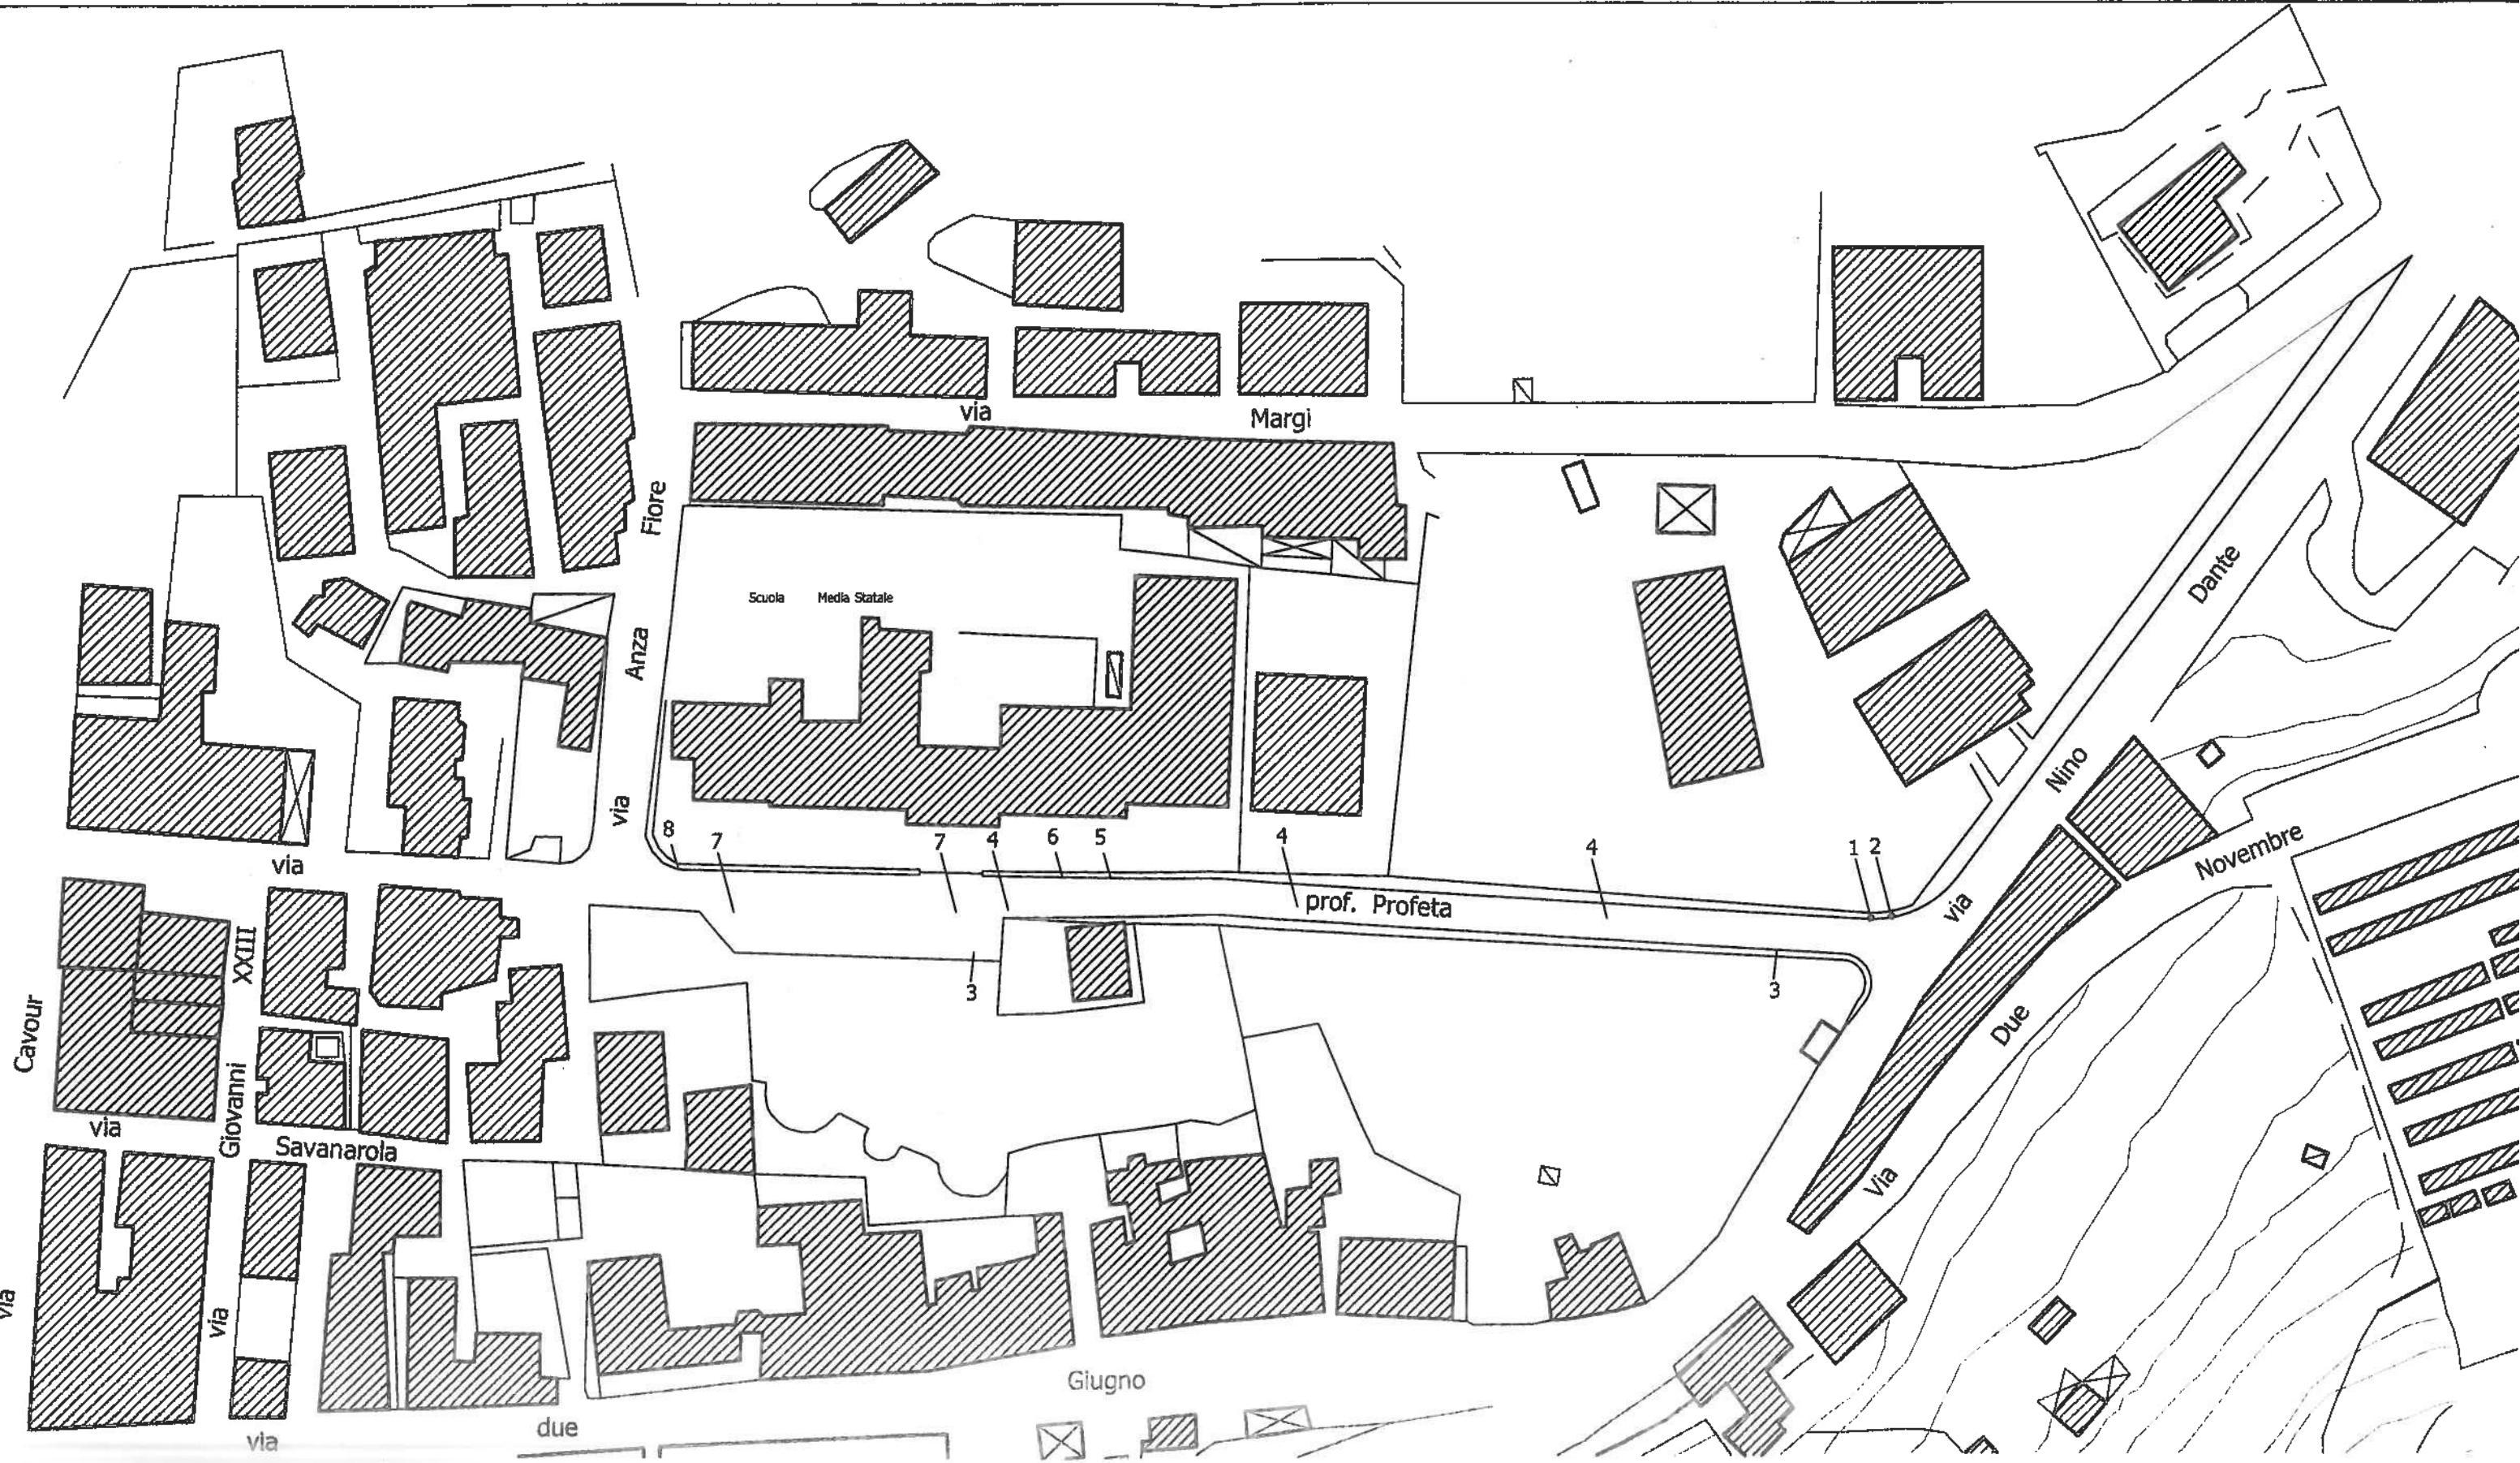 via
Margi
Fiore
Anza
via
Scuola Media Statale
Dante
Nino
via
Novembre
Due
Via
8
7
7
4
6
5
4
4
1 2
prof. Profeta
3
3
via
XXIII
Giovanni
via
Cavour
via
via
Savanarola
Giugno
due
via